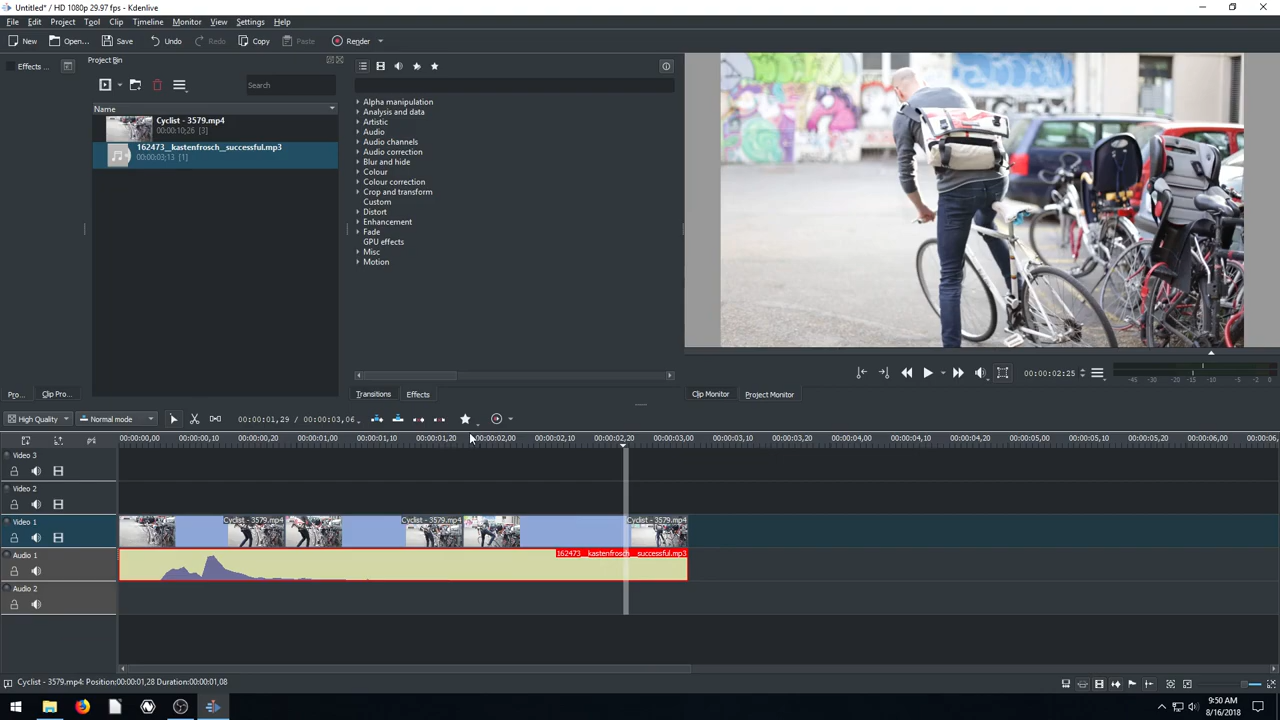 Untitled* / HD 1080p 29.97 fps - Kdenlive
File Edit Project Tool Clip Timeline Monitor View Settings Help
New Open... Save Undo Redo Copy Paste Render
Effects ...
Project Bin
Search
Name
Cyclist - 3579.mp4
00:00:10;26 [3]
162473__kastenfrosch__successful.mp3
00:00:03;13 [1]
Alpha manipulation
Analysis and data
Artistic
Audio
Audio channels
Audio correction
Blur and hide
Colour
Colour correction
Crop and transform
Custom
Distort
Enhancement
Fade
GPU effects
Misc
Motion
00:00:02:25
-45 -30 -20 -15 -10 -5 -2 0
Pro... Clip Pro...
Transitions Effects
Clip Monitor Project Monitor
High Quality Normal mode 00:00:01,29 / 00:00:03,06
00:00:00,00 00:00:00,10 00:00:00,20 00:00:01,00 00:00:01,10 00:00:01,20 00:00:02,00 00:00:02,10 00:00:02,20 00:00:03,00 00:00:03,10 00:00:03,20 00:00:04,00 00:00:04,10 00:00:04,20 00:00:05,00 00:00:05,10 00:00:05,20 00:00:06,00 00:00:06,
Video 3
Video 2
Video 1
Cyclist - 3579.mp4 Cyclist - 3579.mp4 Cyclist - 3579.mp4
Audio 1
162473__kastenfrosch__successful.mp3
Audio 2
Cyclist - 3579.mp4: Position:00:00:01,28 Duration:00:00:01,08
9:50 AM
8/16/2018